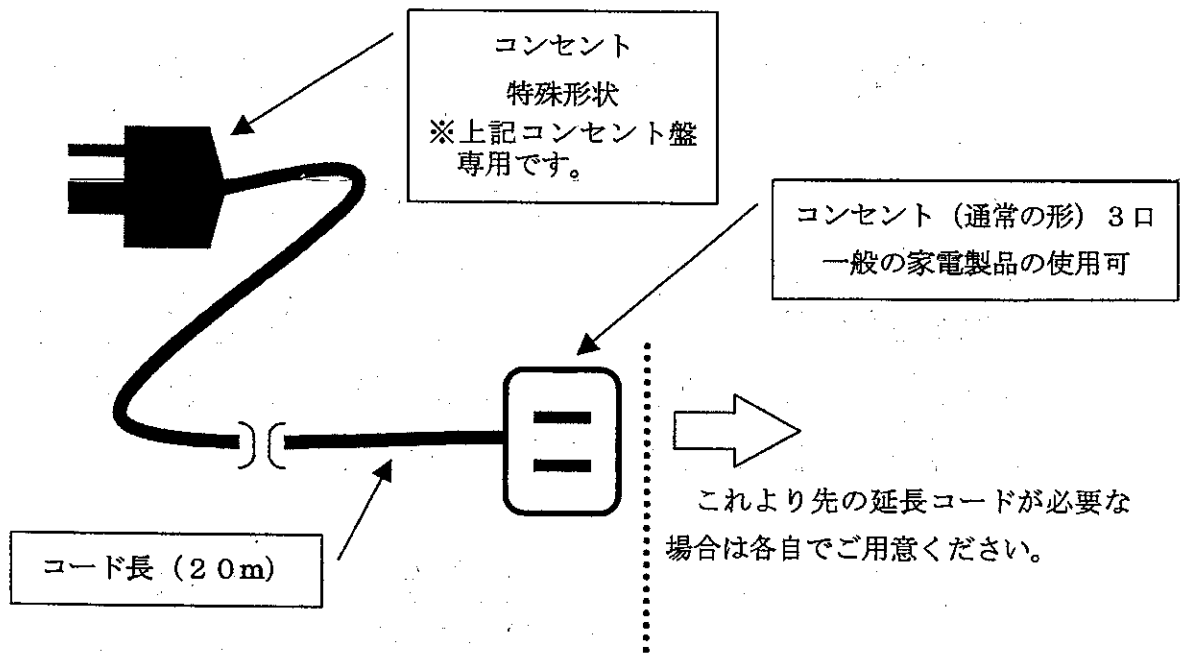 コンセント
特殊形状
※上記コンセント盤
専用です。
コンセント（通常の形）３口
一般の家電製品の使用可
これより先の延長コードが必要な
場合は各自でご用意ください。
コード長（２０m）